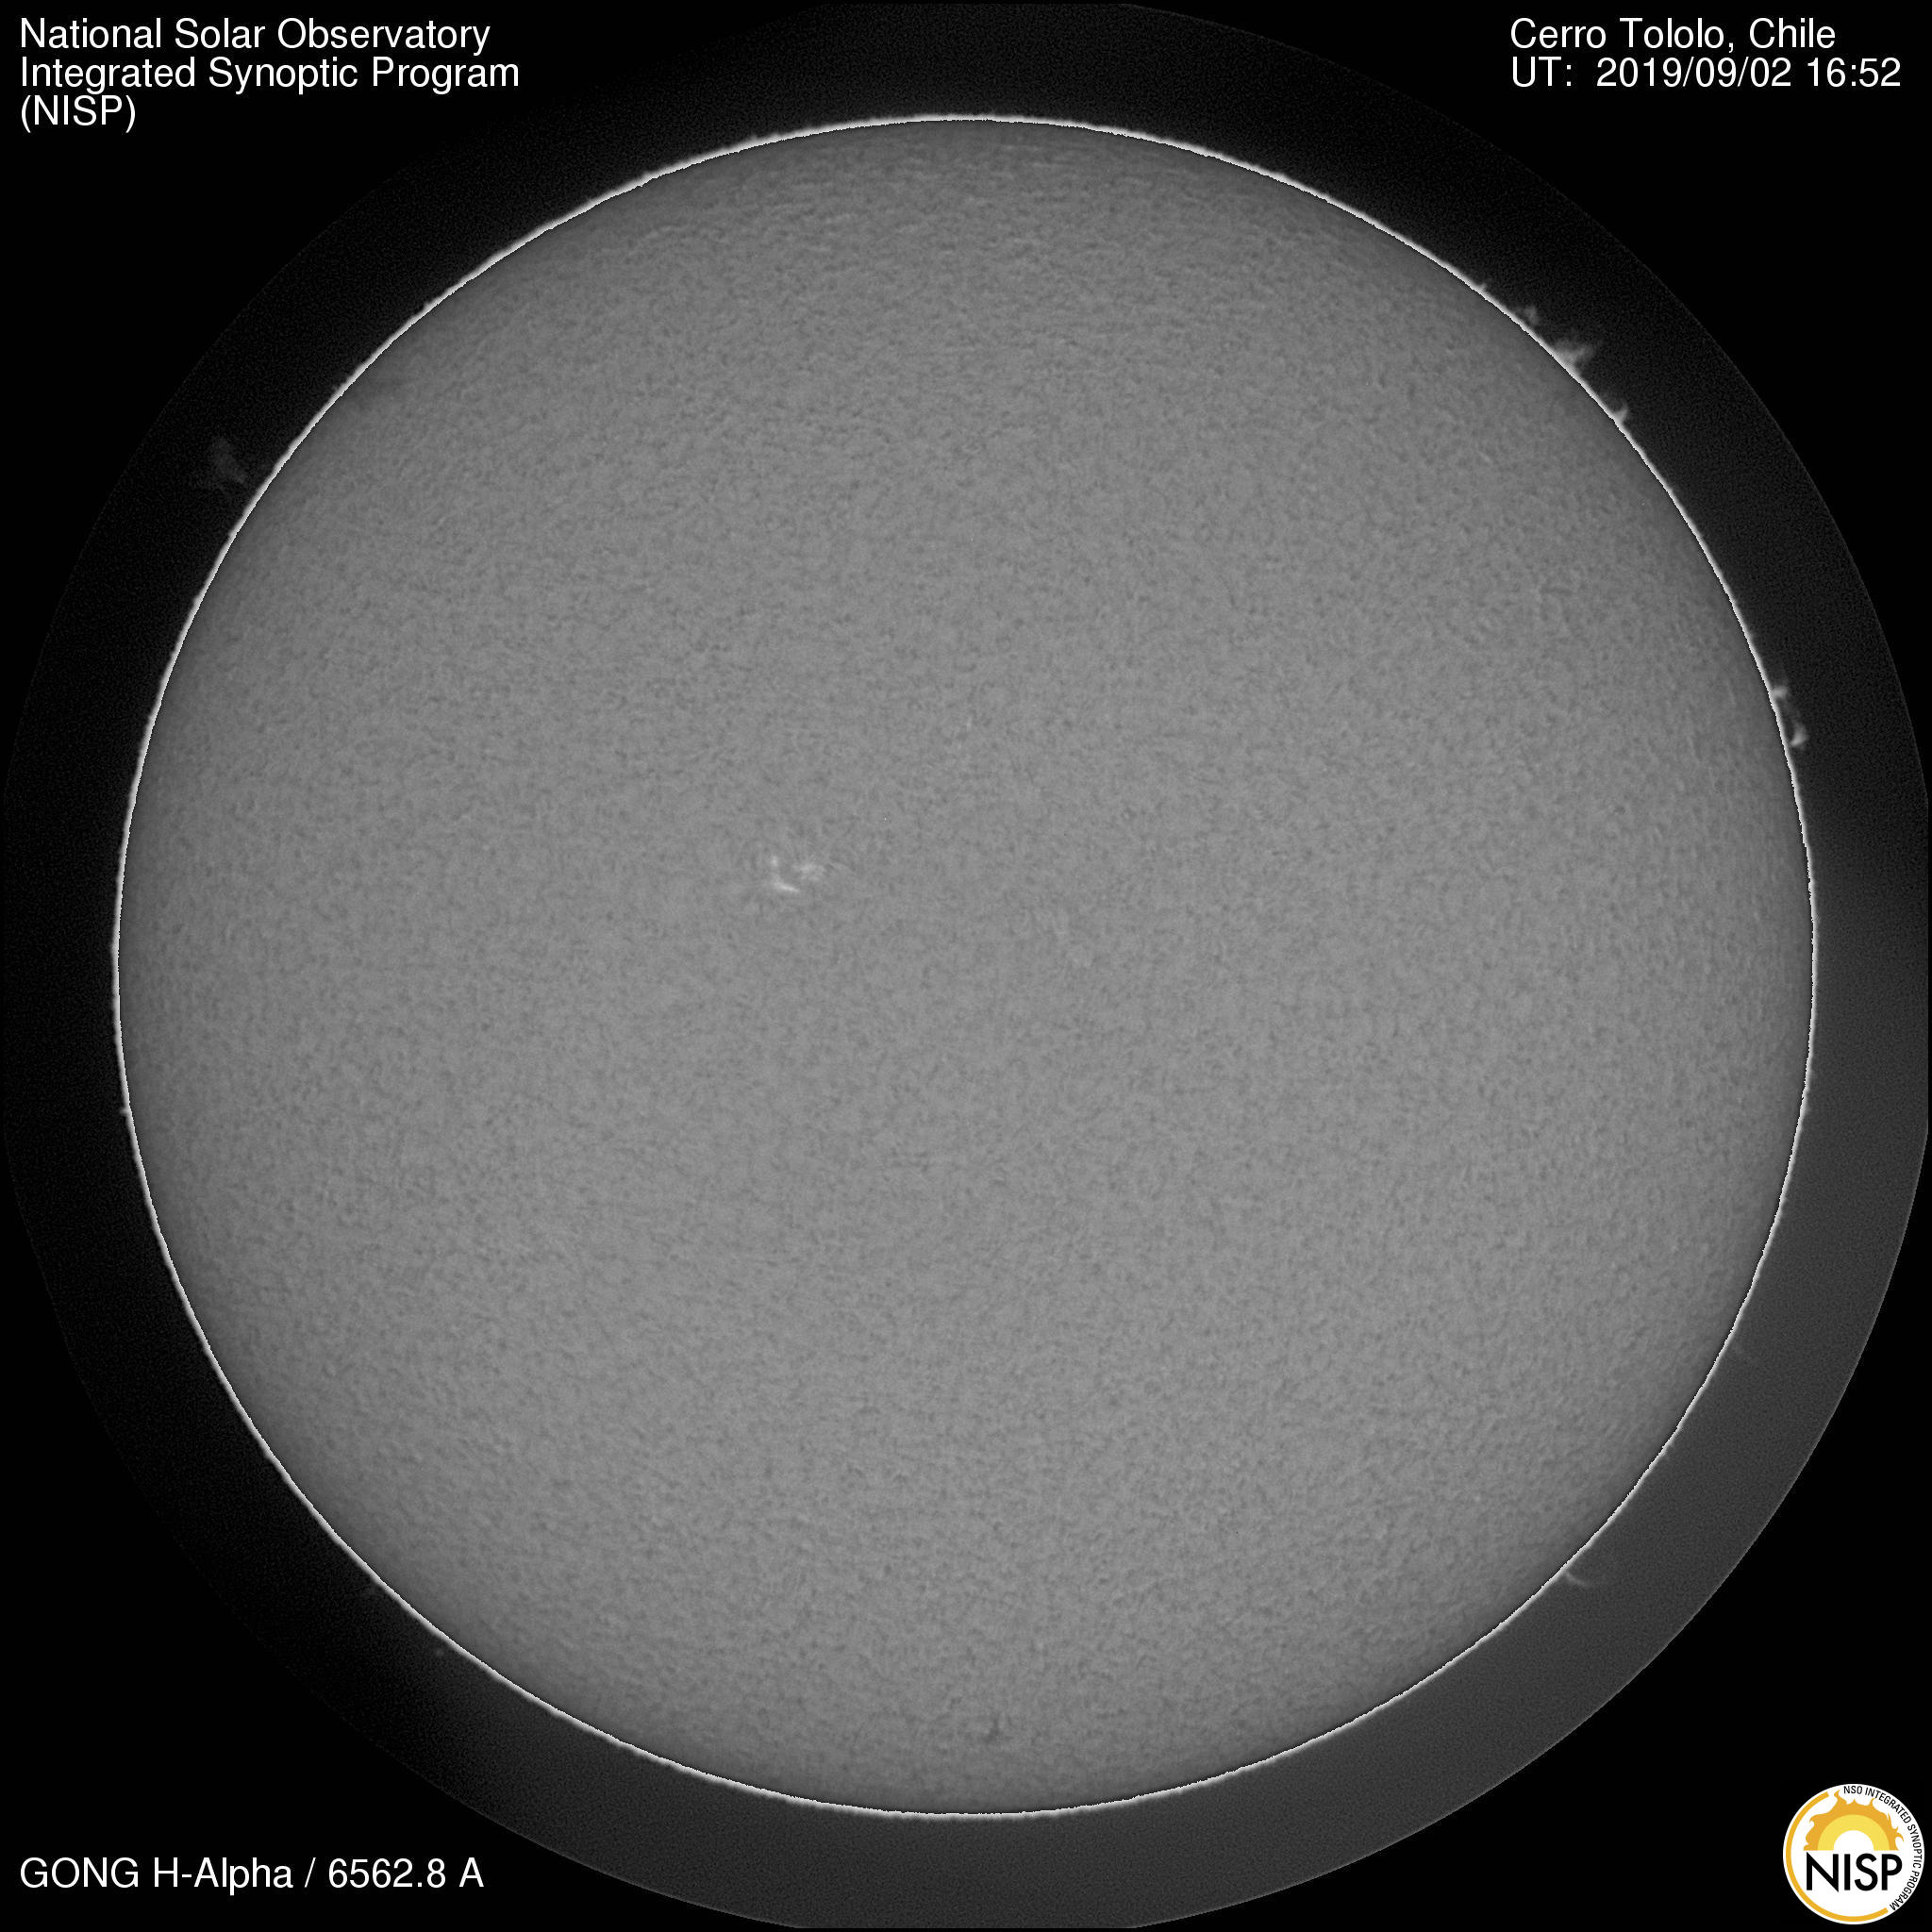 National Solar Observatory
Integrated Synoptic Program
(NISP)
Cerro Tololo, Chile
UT:  2019/09/02 16:52
GONG H-Alpha / 6562.8 A
NSO INTEGRATED SYNOPTIC PROGRAM
NISP